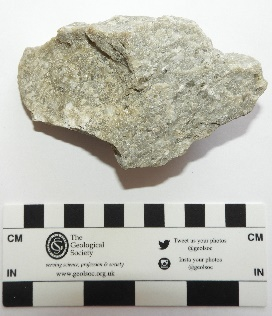 CM
The
Geological
Society
serving science, profession & society
www.geolsoc.org.uk
IN
Tweet us your photos
@geolsoc
Insta your photos
@geolsoc
CM
IN